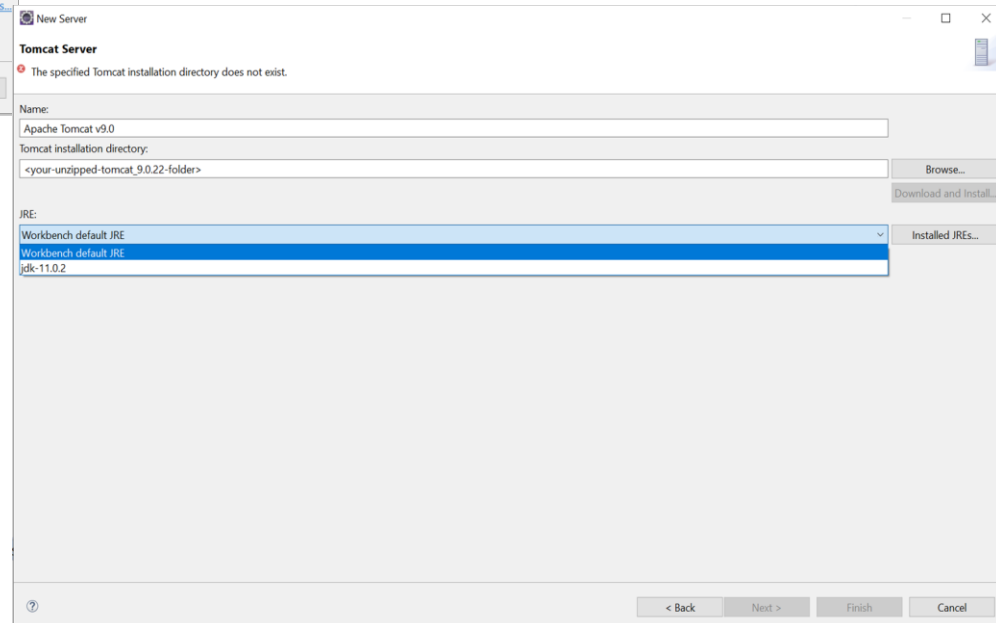 s...
New Server
Tomcat Server
The specified Tomcat installation directory does not exist.
Name:
Apache Tomcat v9.0
Tomcat installation directory:
<your-unzipped-tomcat_9.0.22-folder>
Browse...
Download and Install...
JRE:
Workbench default JRE
Installed JREs...
Workbench default JRE
jdk-11.0.2
?
< Back
Next >
Finish
Cancel